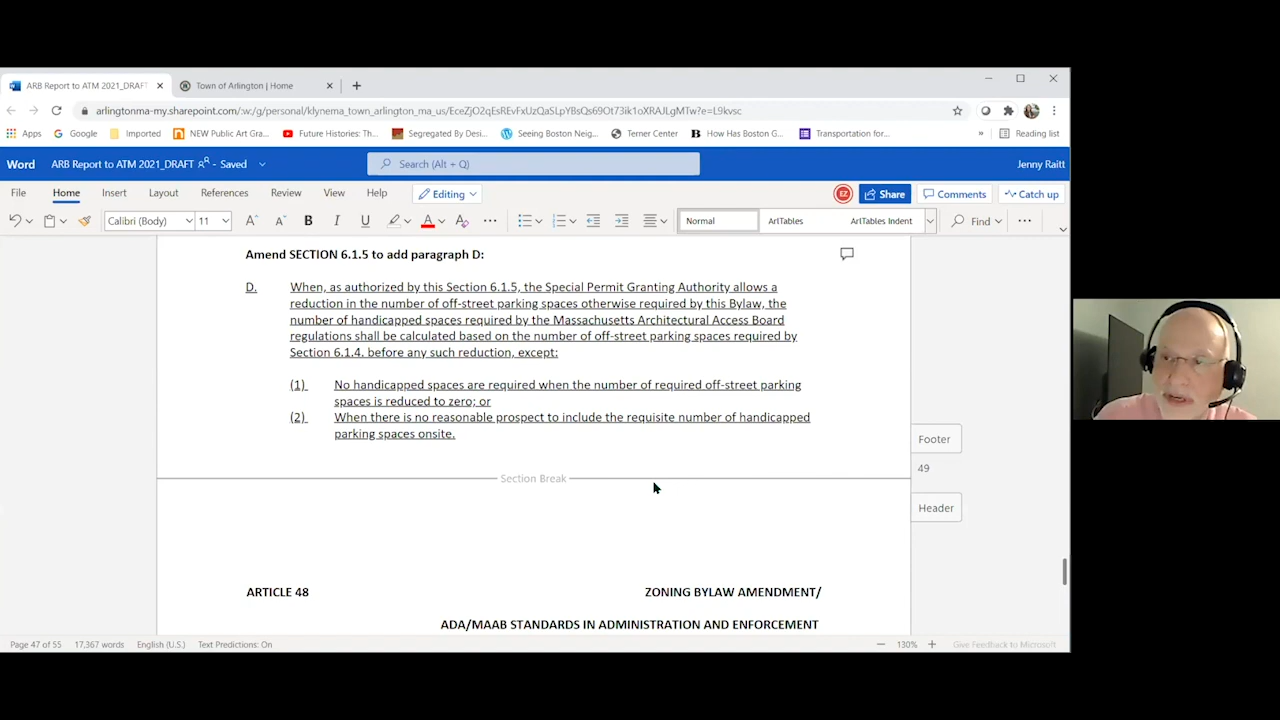 ARB Report to ATM 2021_DRAFT
Town of Arlington | Home
arlingtonma-my.sharepoint.com/:w:/g/personal/klynema_town_arlington_ma_us/EceZjO2qEsREvFxUzQaSLpYBsQs69Ot73ik1oXRAJLgMTw?e=L9kvsc
Apps Google Imported NEW Public Art Gra... Future Histories: Th... Segregated By Desi... Seeing Boston Neig... Terner Center How Has Boston G... Transportation for... » Reading list
Word ARB Report to ATM 2021_DRAFT - Saved Search (Alt + Q) Jenny Raitt
File Home Insert Layout References Review View Help Editing EZ Share Comments Catch up
Calibri (Body) 11 B I U A Normal ArlTables ArlTables Indent Find
Amend SECTION 6.1.5 to add paragraph D:
D. When, as authorized by this Section 6.1.5, the Special Permit Granting Authority allows a
reduction in the number of off-street parking spaces otherwise required by this Bylaw, the
number of handicapped spaces required by the Massachusetts Architectural Access Board
regulations shall be calculated based on the number of off-street parking spaces required by
Section 6.1.4, before any such reduction, except:
(1) No handicapped spaces are required when the number of required off-street parking
spaces is reduced to zero; or
(2) When there is no reasonable prospect to include the requisite number of handicapped
parking spaces onsite.
Footer
49
Section Break
Header
ARTICLE 48 ZONING BYLAW AMENDMENT/
ADA/MAAB STANDARDS IN ADMINISTRATION AND ENFORCEMENT
Page 47 of 55 17,367 words English (U.S.) Text Predictions: On — 130% + Give Feedback to Microsoft